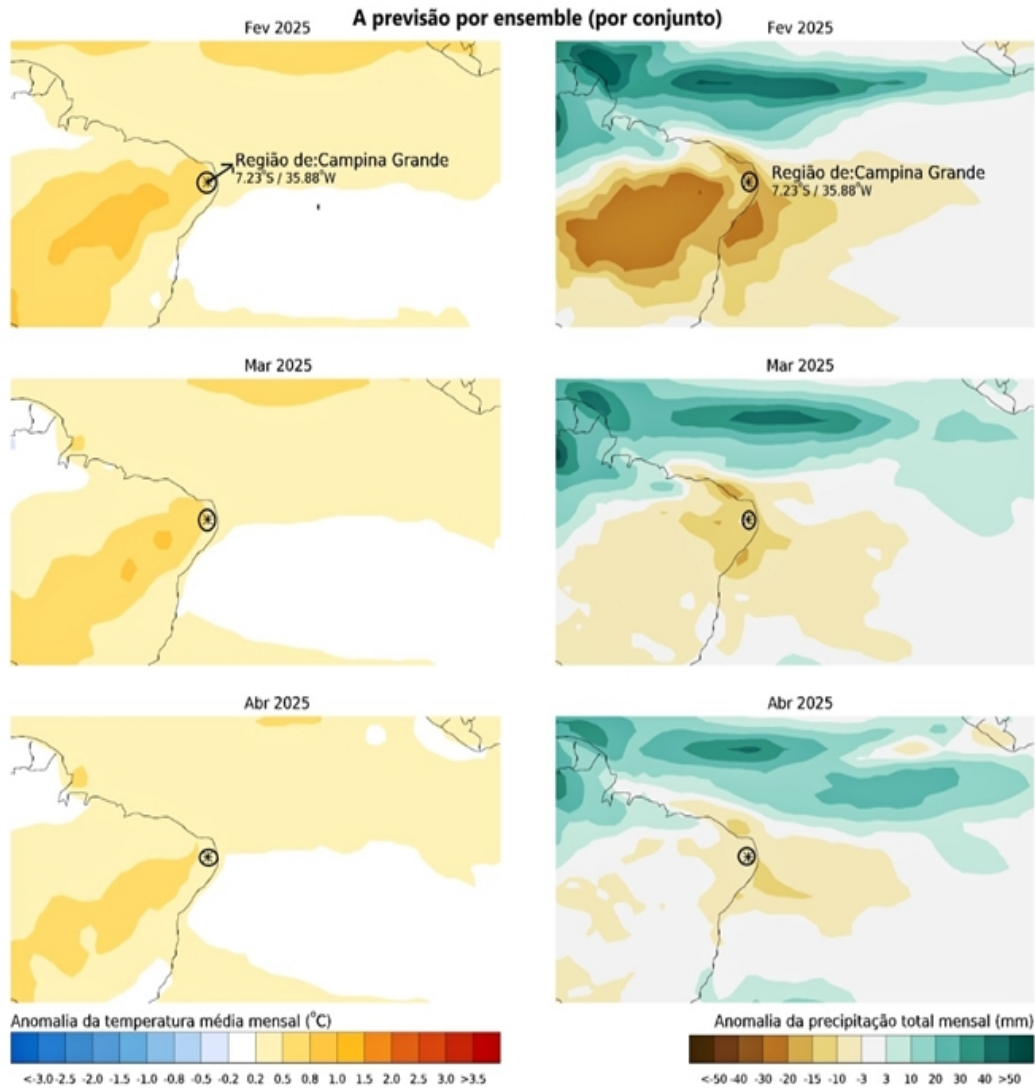 A previsão por ensemble (por conjunto)
Fev 2025
Fev 2025
Região de:Campina Grande
7.23°S / 35.88°W
Região de:Campina Grande
7.23°S / 35.88°W
Mar 2025
Mar 2025
Abr 2025
Abr 2025
Anomalia da temperatura média mensal (°C)
<-3.0 -2.5 -2.0 -1.5 -1.0 -0.8 -0.5 -0.2 0.2 0.5 0.8 1.0 1.5 2.0 2.5 3.0 >3.5
Anomalia da precipitação total mensal (mm)
<-50 -40 -30 -20 -15 -10 -3 3 10 20 30 40 >50